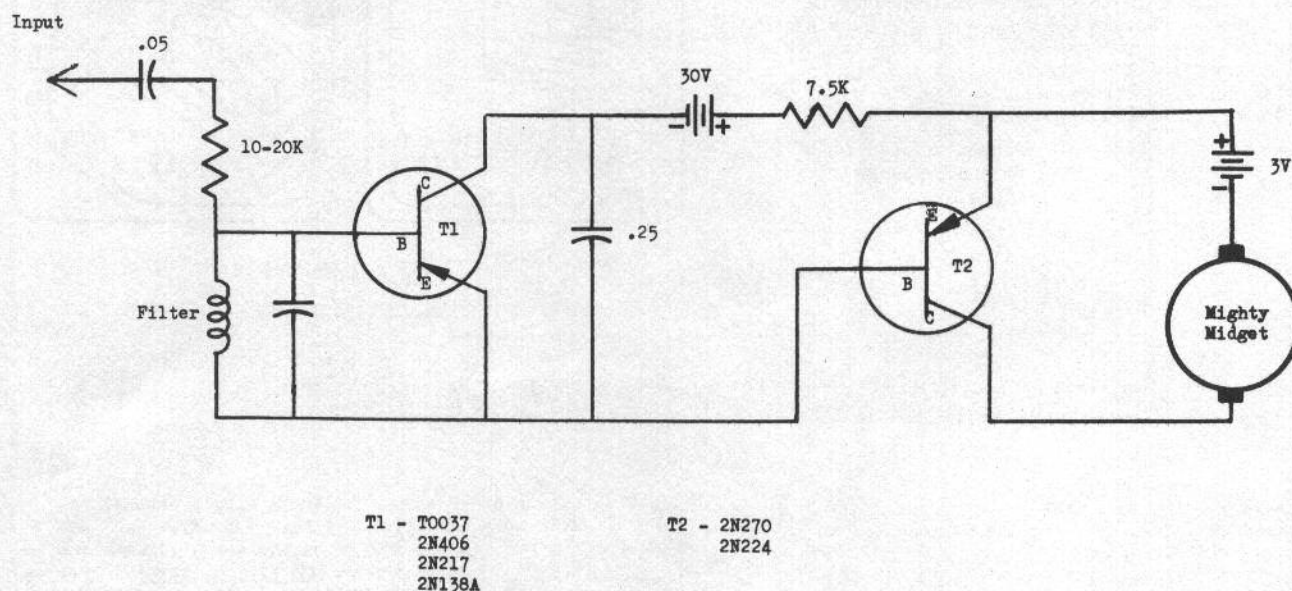 Input
.05
10-20K
Filter
C
B
T1
E
.25
30V
- +
7.5K
E
B
T2
C
+
-
3V
Mighty
Midget
T1 - T0037
2N406
2N217
2N138A
T2 - 2N270
2N224